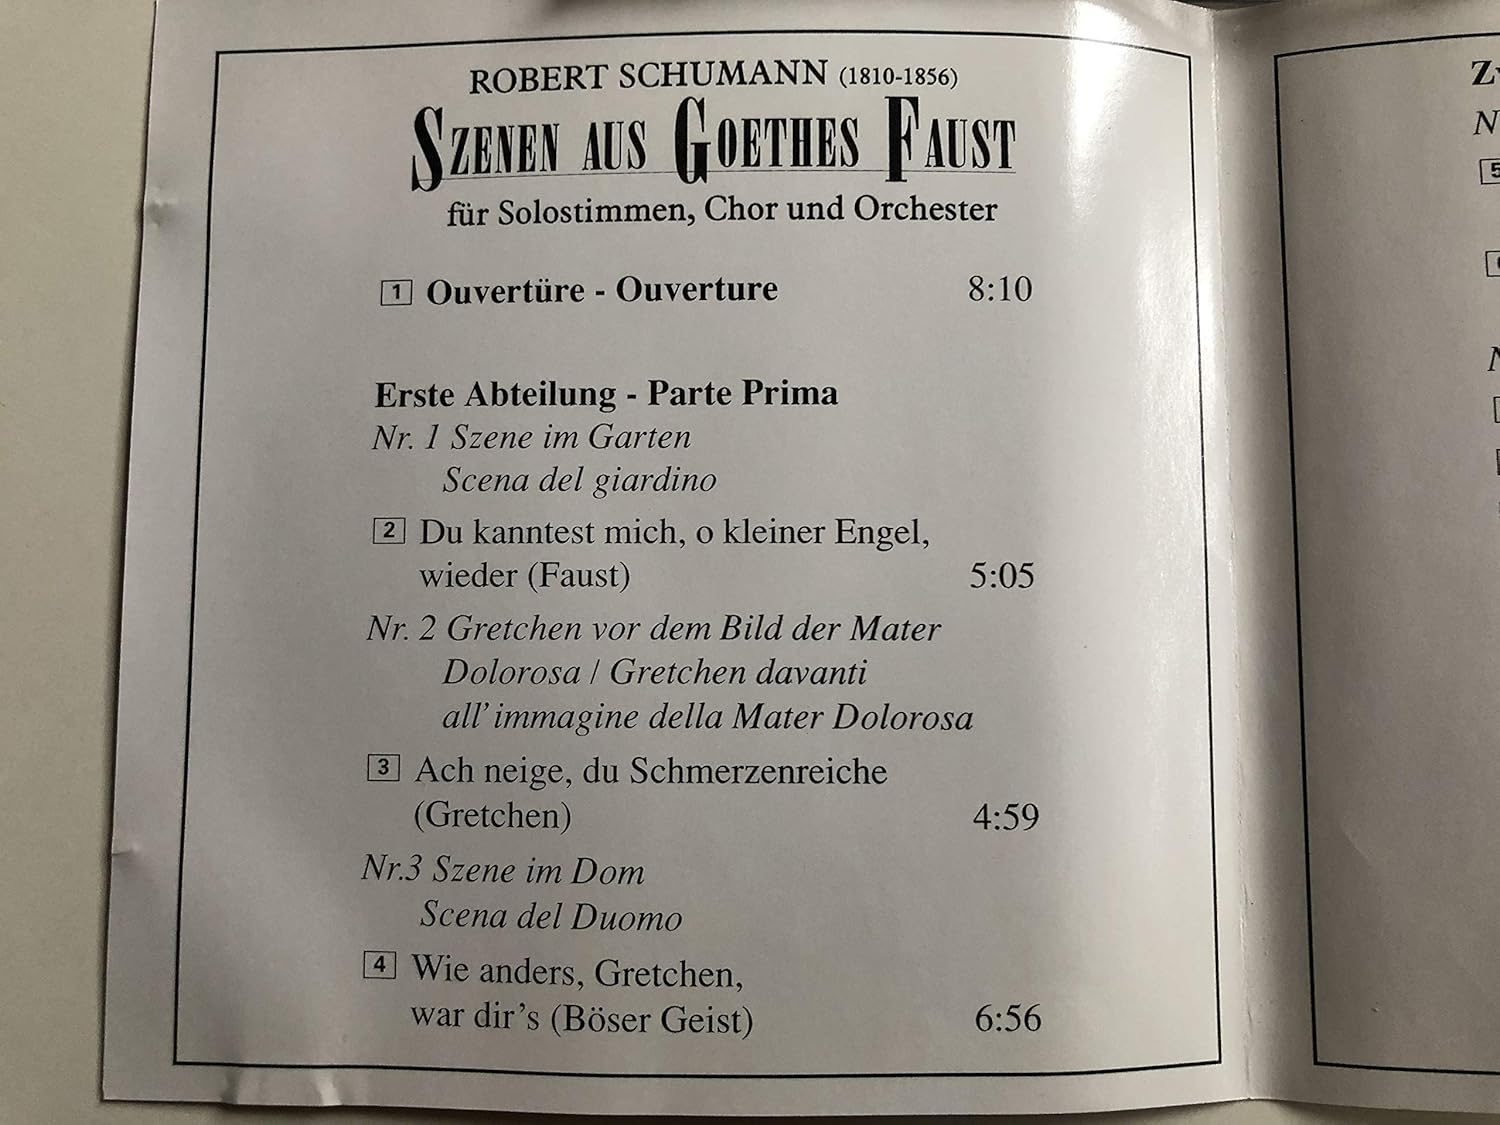 ROBERT SCHUMANN (1810-1856)
SZENEN AUS GOETHES FAUST
für Solostimmen, Chor und Orchester
1 Ouvertüre - Ouverture 8:10
Erste Abteilung - Parte Prima
Nr. 1 Szene im Garten
Scena del giardino
2 Du kanntest mich, o kleiner Engel,
wieder (Faust) 5:05
Nr. 2 Gretchen vor dem Bild der Mater
Dolorosa / Gretchen davanti
all' immagine della Mater Dolorosa
3 Ach neige, du Schmerzenreiche
(Gretchen) 4:59
Nr.3 Szene im Dom
Scena del Duomo
4 Wie anders, Gretchen,
war dir's (Böser Geist) 6:56